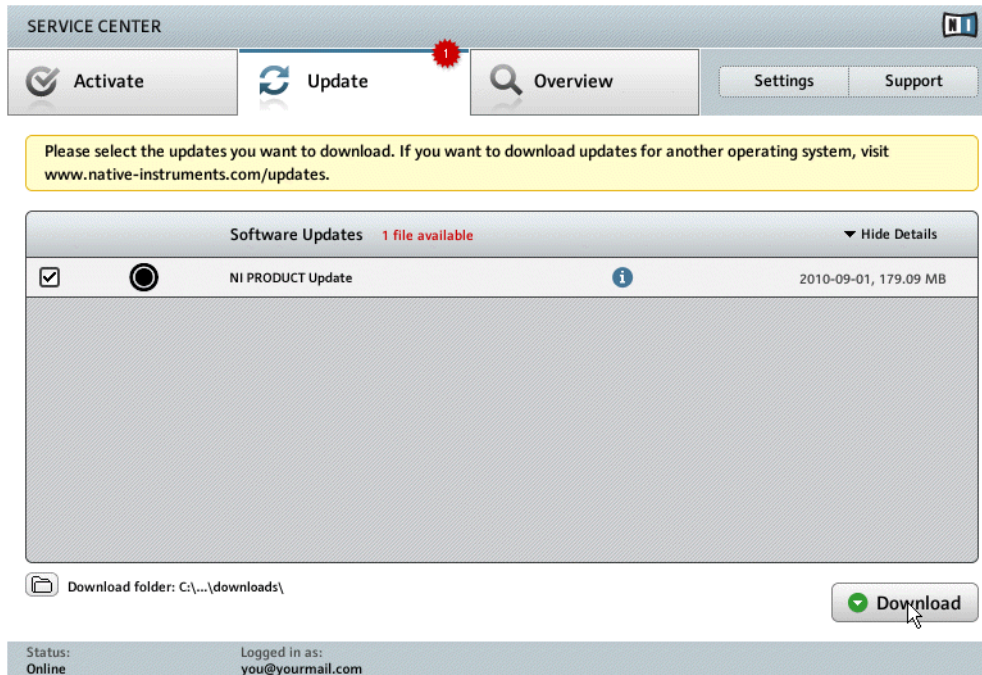 SERVICE CENTER
NI
Activate
Update
1
Overview
Settings
Support
Please select the updates you want to download. If you want to download updates for another operating system, visit
www.native-instruments.com/updates.
Software Updates 1 file available
Hide Details
NI PRODUCT Update
i
2010-09-01, 179.09 MB
Download folder: C:\...\downloads\
Download
Status:
Online
Logged in as:
you@yourmail.com